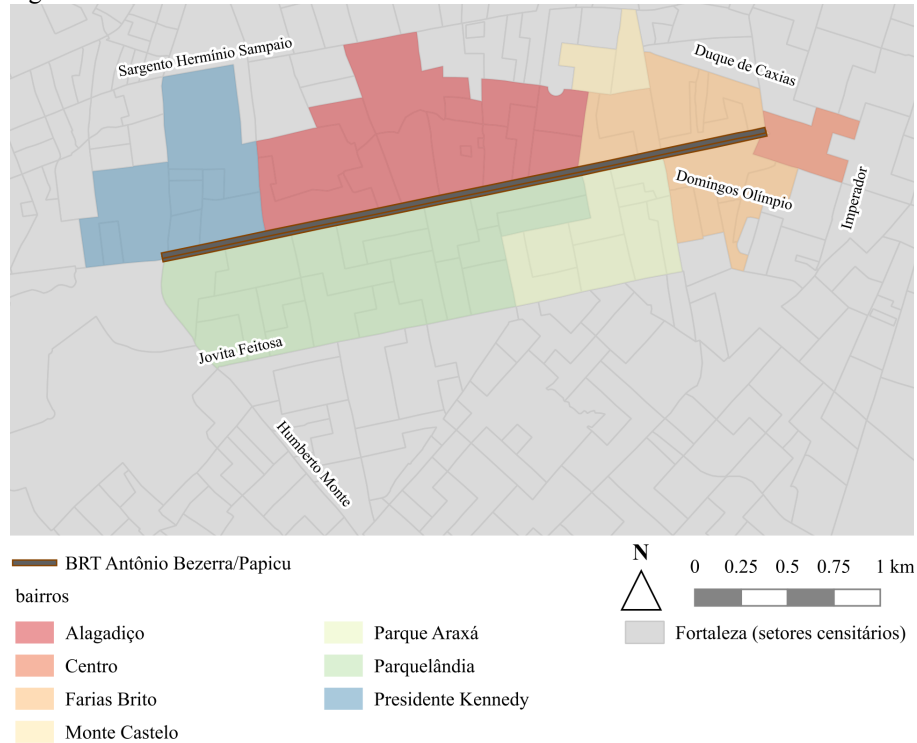 Sargento Hermínio Sampaio
Duque de Caxias
Domingos Olímpio
Imperador
Jovita Feitosa
Humberto Monte
BRT Antônio Bezerra/Papicu
bairros
Alagadiço
Centro
Farias Brito
Monte Castelo
Parque Araxá
Parquelândia
Presidente Kennedy
N
0 0.25 0.5 0.75 1 km
Fortaleza (setores censitários)